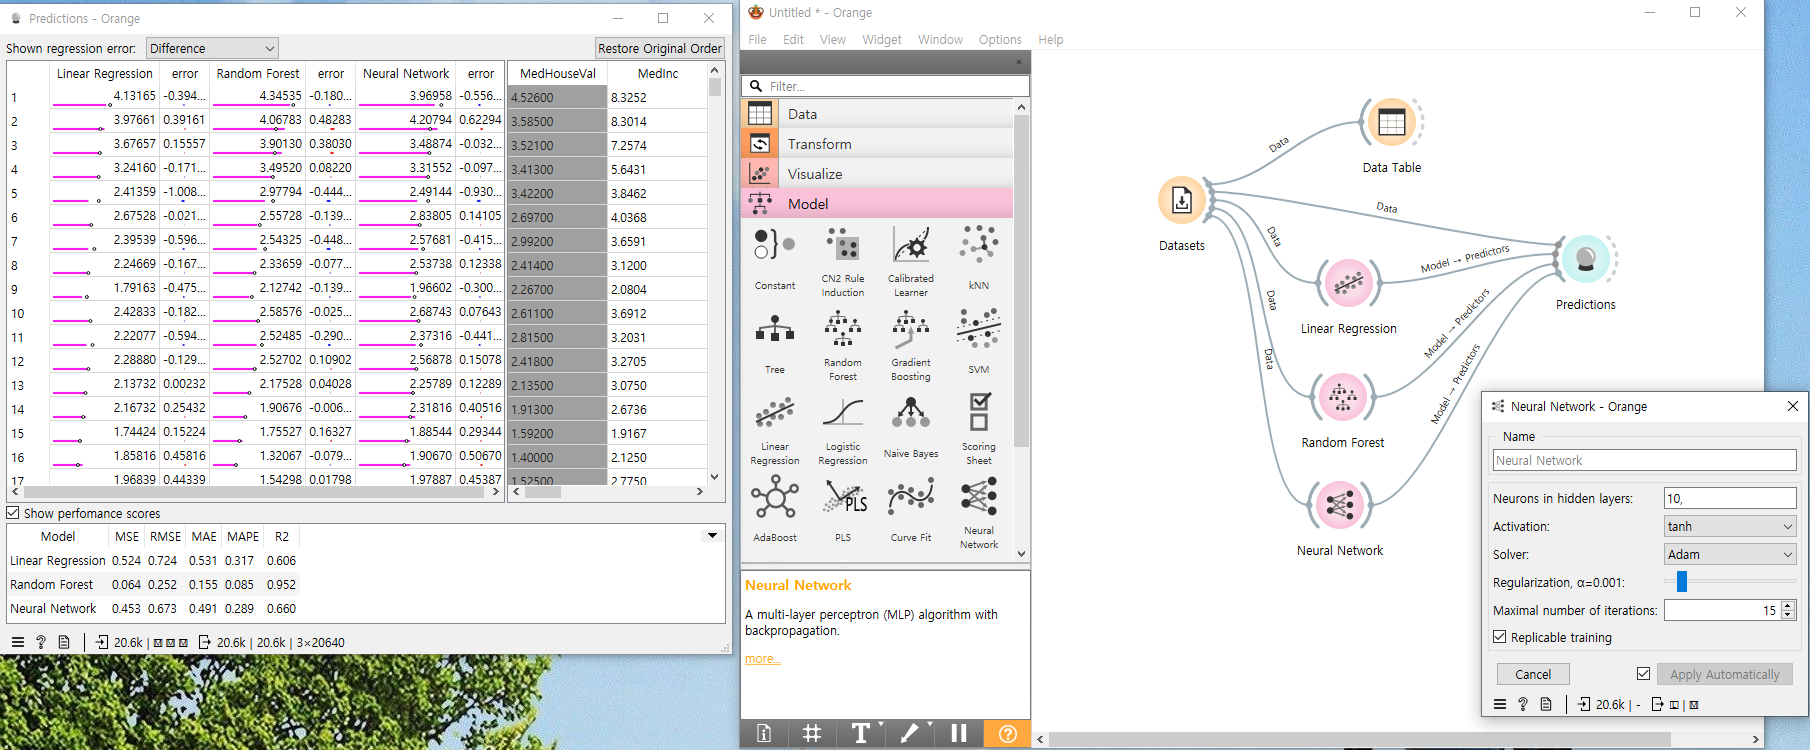 Predictions - Orange
Shown regression error: Difference Restore Original Order
Linear Regression error Random Forest error Neural Network error MedHouseVal MedInc
1 4.13165 -0.394... 4.34535 -0.180... 3.96958 -0.556... 4.52600 8.3252
2 3.97661 0.39161 4.06783 0.48283 4.20794 0.62294 3.58500 8.3014
3 3.67657 0.15557 3.90130 0.38030 3.48874 -0.032... 3.52100 7.2574
4 3.24160 -0.171... 3.49520 0.08220 3.31552 -0.097... 3.41300 5.6431
5 2.41359 -1.008... 2.97794 -0.444... 2.49144 -0.930... 3.42200 3.8462
6 2.67528 -0.021... 2.55728 -0.139... 2.83805 0.14105 2.69700 4.0368
7 2.39539 -0.596... 2.54325 -0.448... 2.57681 -0.415... 2.99200 3.6591
8 2.24669 -0.167... 2.33659 -0.077... 2.53738 0.12338 2.41400 3.1200
9 1.79163 -0.475... 2.12742 -0.139... 1.96602 -0.300... 2.26700 2.0804
10 2.42833 -0.182... 2.58576 -0.025... 2.68743 0.07643 2.61100 3.6912
11 2.22077 -0.594... 2.52485 -0.290... 2.37316 -0.441... 2.81500 3.2031
12 2.28880 -0.129... 2.52702 0.10902 2.56878 0.15078 2.41800 3.2705
13 2.13732 0.00232 2.17528 0.04028 2.25789 0.12289 2.13500 3.0750
14 2.16732 0.25432 1.90676 -0.006... 2.31816 0.40516 1.91300 2.6736
15 1.74424 0.15224 1.75527 0.16327 1.88544 0.29344 1.59200 1.9167
16 1.85816 0.45816 1.32067 -0.079... 1.90670 0.50670 1.40000 2.1250
17 1.96839 0.44339 1.54298 0.01798 1.97887 0.45387 1.52500 2.7750
Show perfomance scores
Model MSE RMSE MAE MAPE R2
Linear Regression 0.524 0.724 0.531 0.317 0.606
Random Forest 0.064 0.252 0.155 0.085 0.952
Neural Network 0.453 0.673 0.491 0.289 0.660
20.6k | 20.6k | 20.6k | 3×20640
Untitled * - Orange
File Edit View Widget Window Options Help
Filter...
Data
Transform
Visualize
Model
Constant
CN2 Rule
Induction
Calibrated
Learner
kNN
Tree
Random
Forest
Gradient
Boosting
SVM
Linear
Regression
Logistic
Regression
Naive Bayes
Scoring
Sheet
AdaBoost
PLS
PLS
Curve Fit
Neural
Network
Neural Network
A multi-layer perceptron (MLP) algorithm with
backpropagation.
more...
Datasets
Data
Data Table
Data
Data
Linear Regression
Model → Predictors
Data
Random Forest
Model → Predictors
Data
Neural Network
Model → Predictors
Predictions
Neural Network - Orange
Name
Neural Network
Neurons in hidden layers: 10,
Activation: tanh
Solver: Adam
Regularization, α=0.001:
Maximal number of iterations: 15
Replicable training
Cancel Apply Automatically
20.6k | -